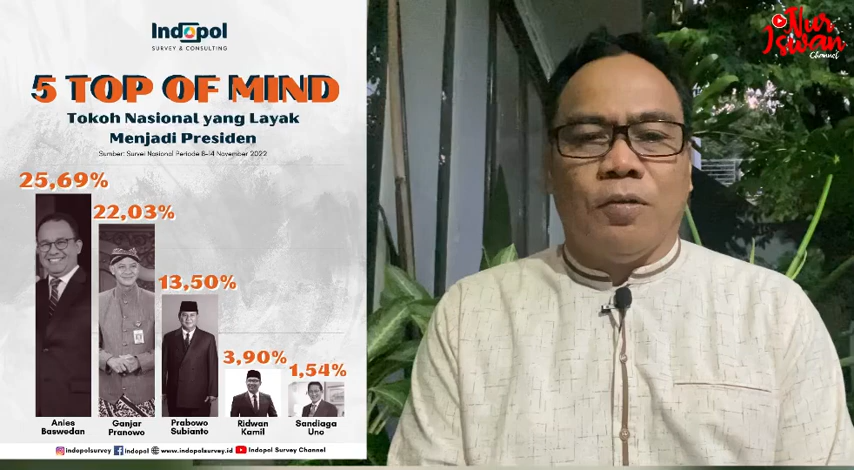 Indopol
SURVEY & CONSULTING
5 TOP OF MIND
Tokoh Nasional yang Layak
Menjadi Presiden
Sumber: Survei Nasional Periode 8-14 November 2022
25,69%
22,03%
13,50%
3,90%
1,54%
Anies
Baswedan
Ganjar
Pranowo
Prabowo
Subianto
Ridwan
Kamil
Sandiaga
Uno
indopolsurvey Indopol www.indopolsurvey.id Indopol Survey Channel
Nur
Iswan
Channel